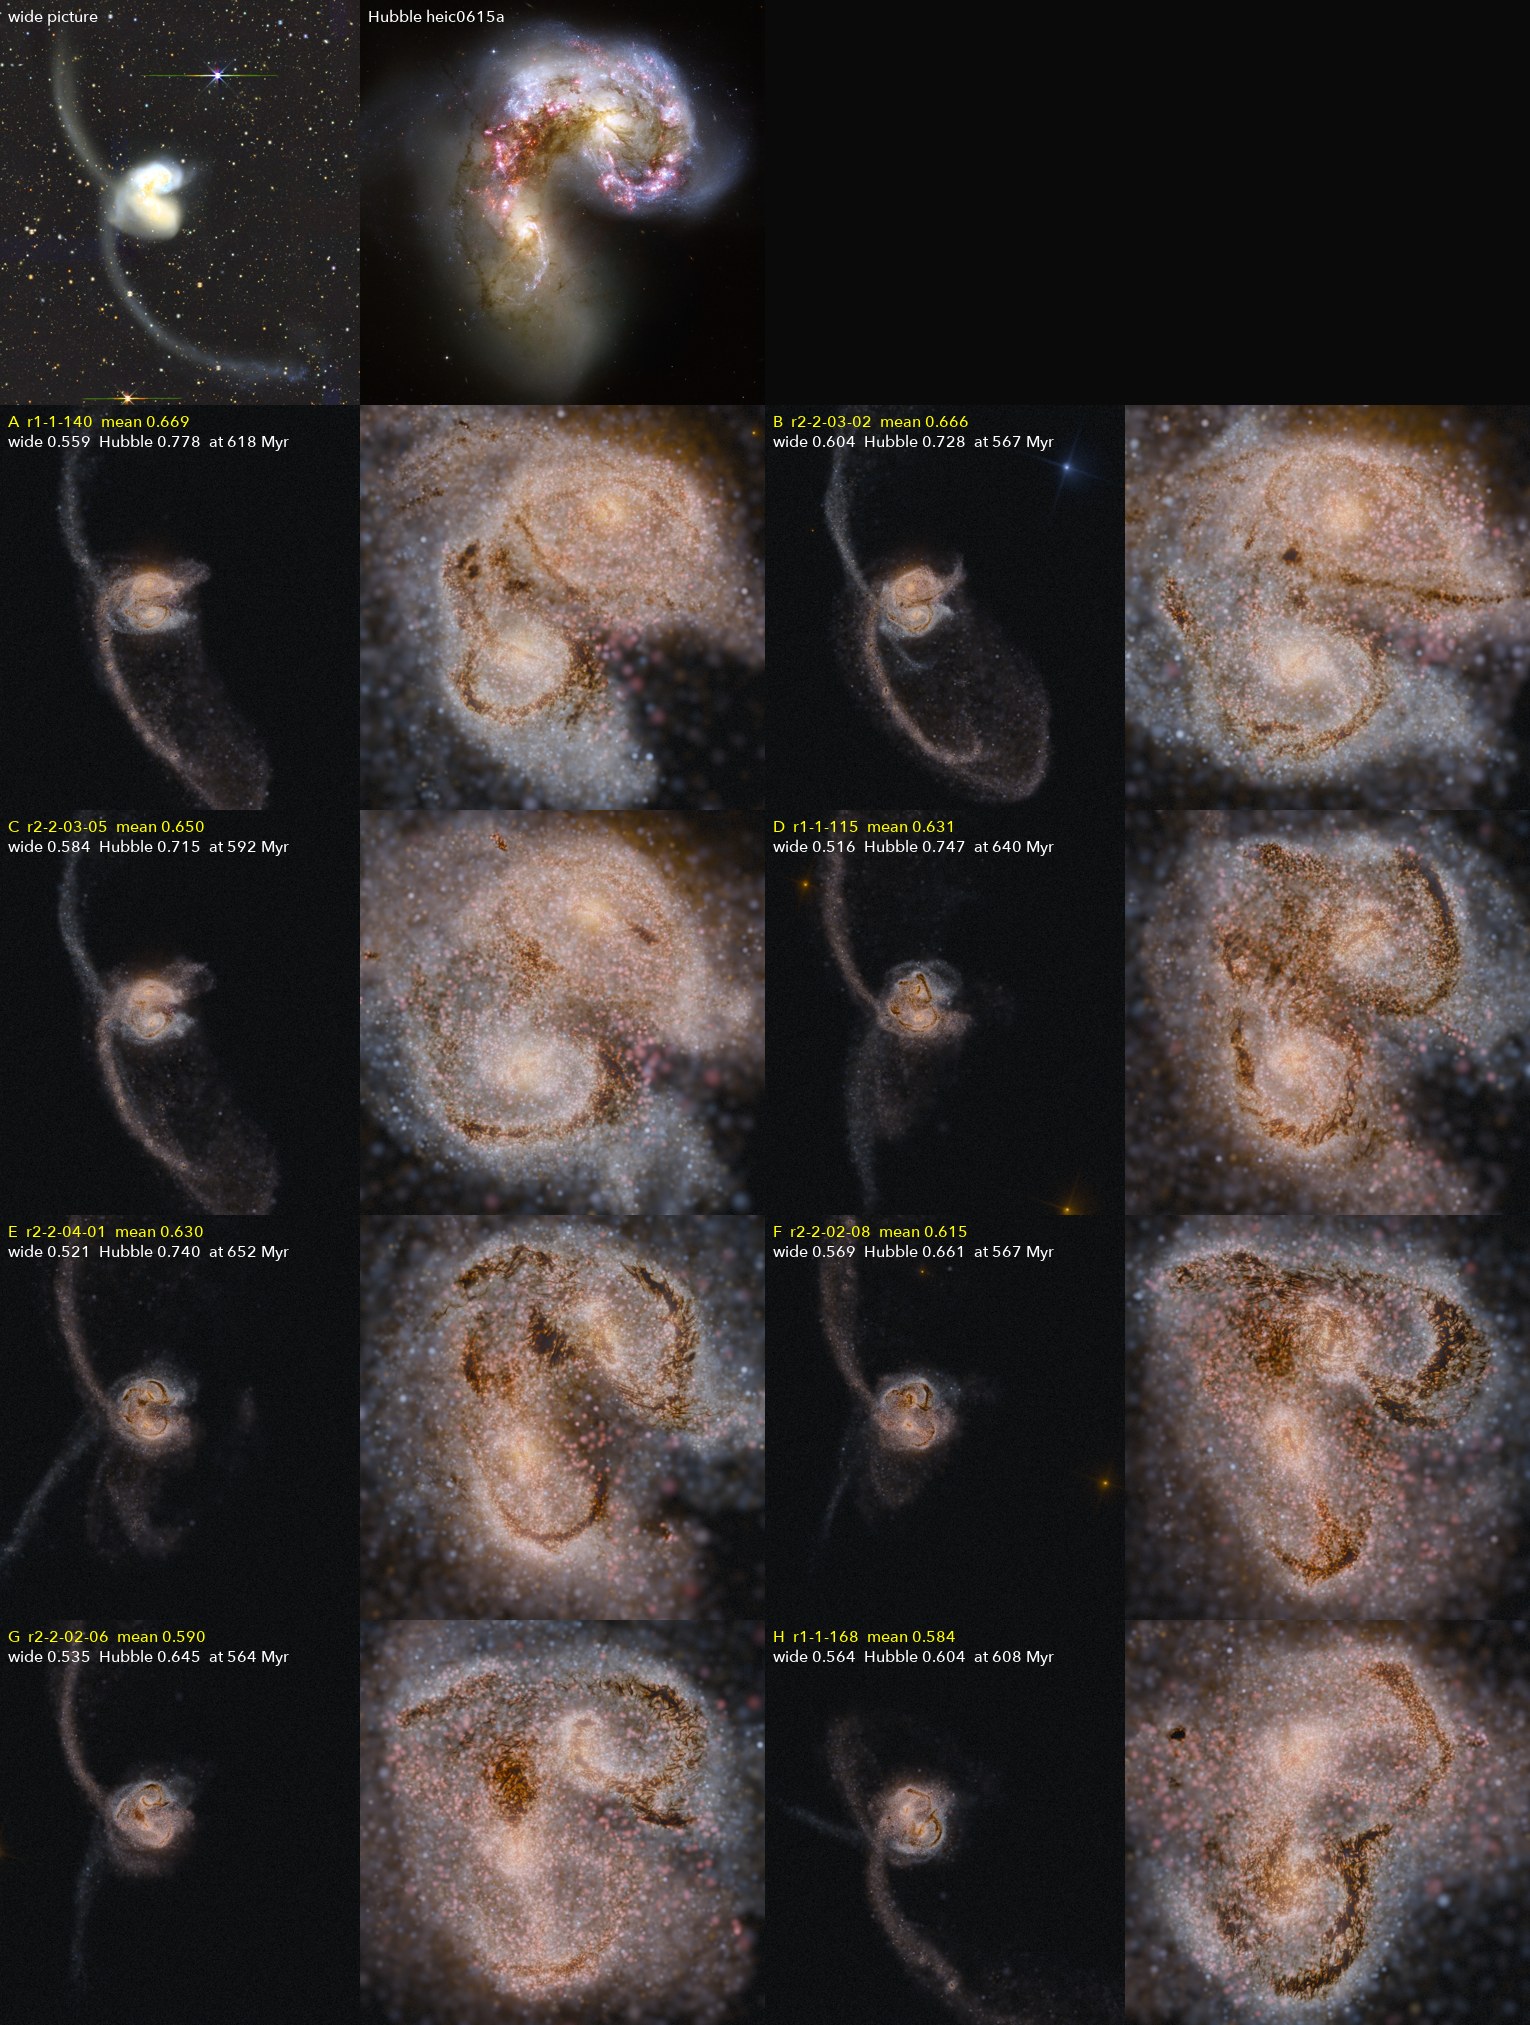 wide picture
Hubble heic0615a
A r1-1-140 mean 0.669
wide 0.559 Hubble 0.778 at 618 Myr
B r2-2-03-02 mean 0.666
wide 0.604 Hubble 0.728 at 567 Myr
C r2-2-03-05 mean 0.650
wide 0.584 Hubble 0.715 at 592 Myr
D r1-1-115 mean 0.631
wide 0.516 Hubble 0.747 at 640 Myr
E r2-2-04-01 mean 0.630
wide 0.521 Hubble 0.740 at 652 Myr
F r2-2-02-08 mean 0.615
wide 0.569 Hubble 0.661 at 567 Myr
G r2-2-02-06 mean 0.590
wide 0.535 Hubble 0.645 at 564 Myr
H r1-1-168 mean 0.584
wide 0.564 Hubble 0.604 at 608 Myr